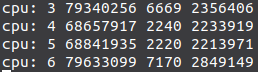 cpu: 3 79340256 6669 2356406
cpu: 4 68657917 2240 2233919
cpu: 5 68841935 2220 2213971
cpu: 6 79633099 7170 2849149